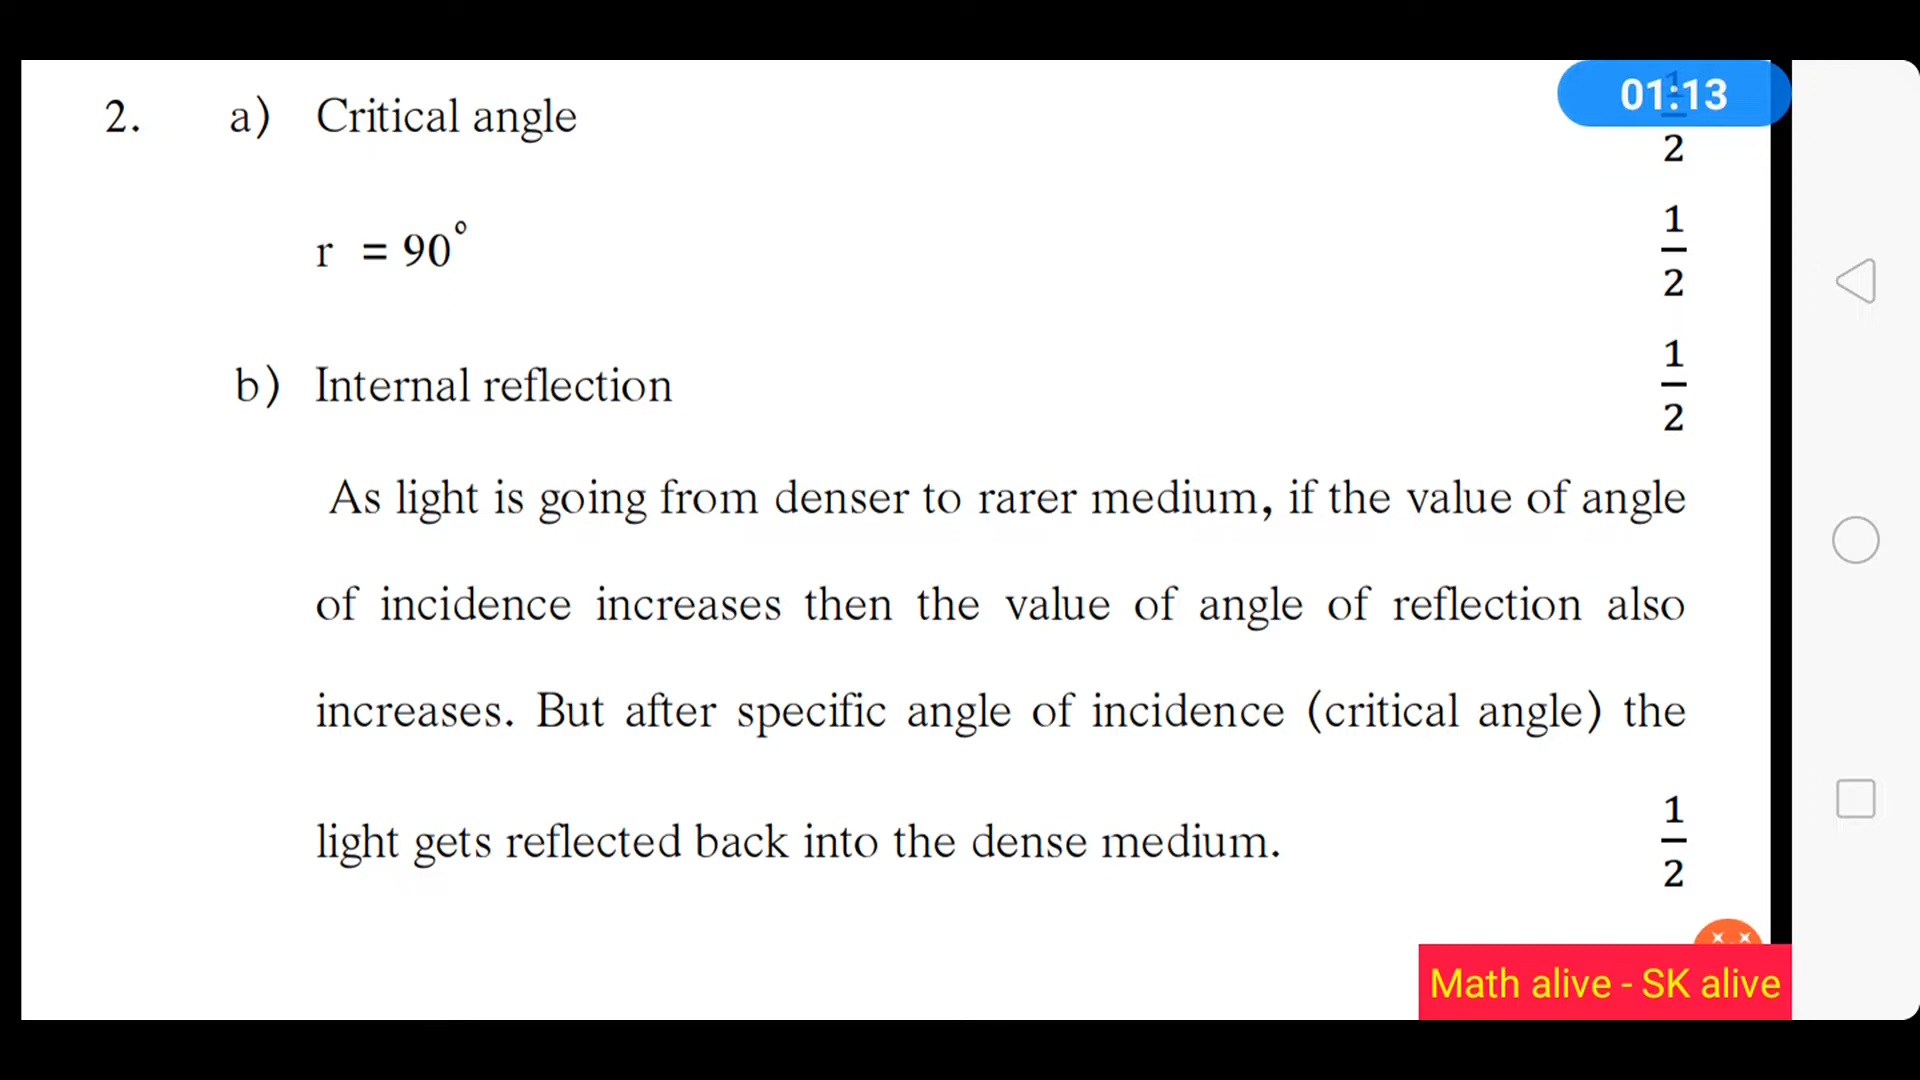 01:13
2. a) Critical angle 1/2
r = 90° 1/2
b) Internal reflection 1/2
As light is going from denser to rarer medium, if the value of angle
of incidence increases then the value of angle of reflection also
increases. But after specific angle of incidence (critical angle) the
light gets reflected back into the dense medium. 1/2
Math alive - SK alive